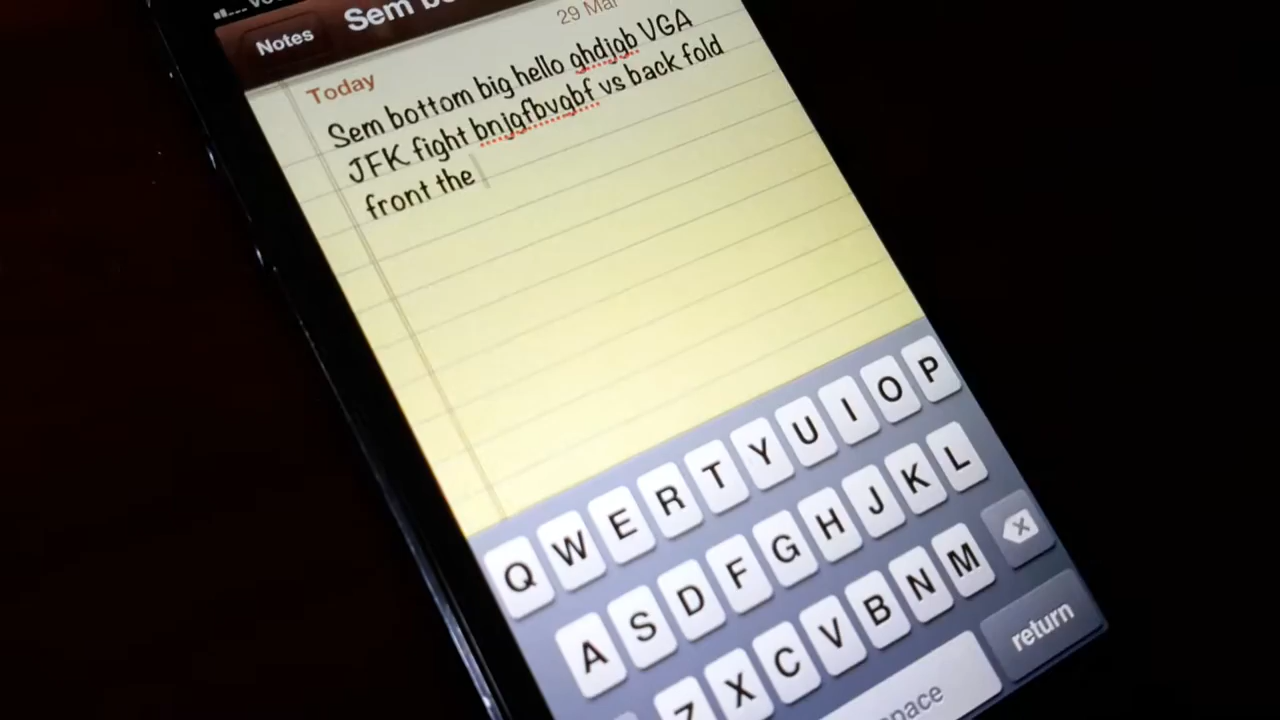 Notes
Sem
29 Mar
Today
Sem bottom big hello ghdjgb VGA
JFK fight bnjgfbvgbf vs back fold
front the
Q W E R T Y U I O P
A S D F G H J K L
Z X C V B N M
space
return